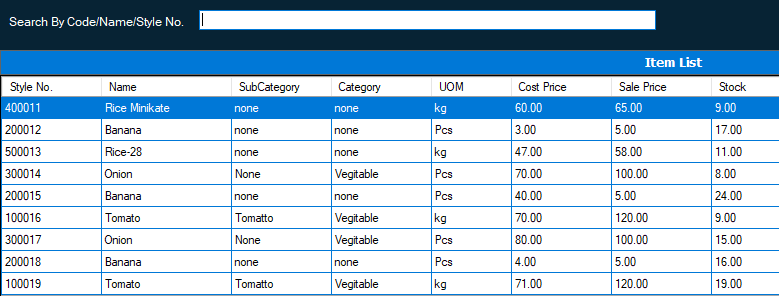 Search By Code/Name/Style No.
Item List
Style No. Name SubCategory Category UOM Cost Price Sale Price Stock
400011 Rice Minikate none none kg 60.00 65.00 9.00
200012 Banana none none Pcs 3.00 5.00 17.00
500013 Rice-28 none none kg 47.00 58.00 11.00
300014 Onion None Vegitable Pcs 70.00 100.00 8.00
200015 Banana none none Pcs 40.00 5.00 24.00
100016 Tomato Tomatto Vegitable kg 70.00 120.00 9.00
300017 Onion None Vegitable Pcs 80.00 100.00 15.00
200018 Banana none none Pcs 4.00 5.00 16.00
100019 Tomato Tomatto Vegitable kg 71.00 120.00 19.00